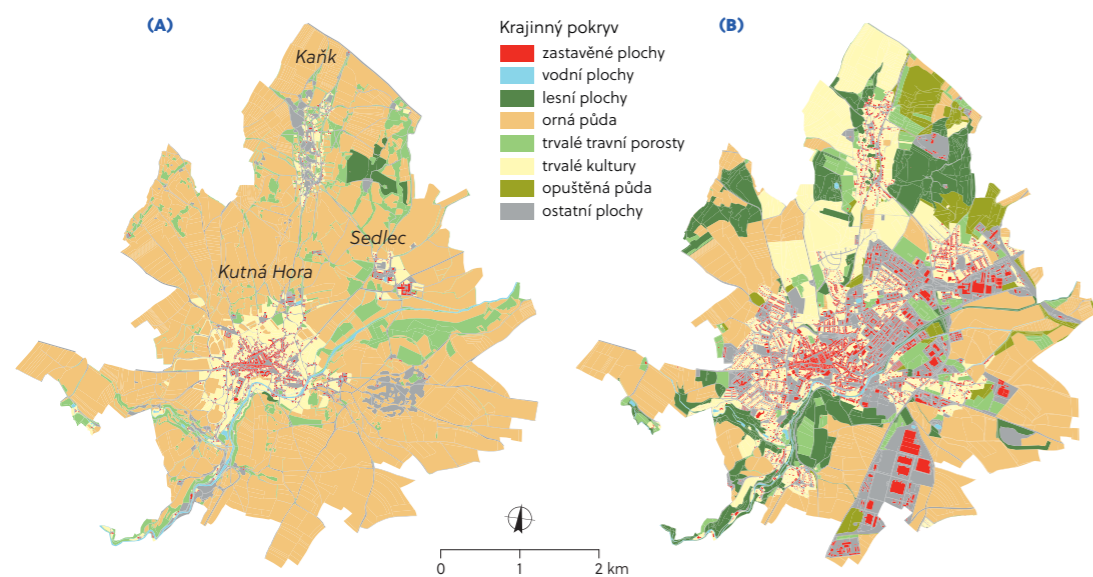 (A)
Kaňk
Sedlec
Kutná Hora
Krajinný pokryv
zastavěné plochy
vodní plochy
lesní plochy
orná půda
trvalé travní porosty
trvalé kultury
opuštěná půda
ostatní plochy
(B)
0 1 2 km